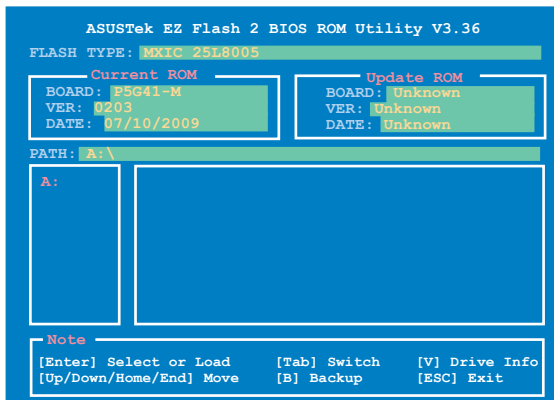 ASUSTek EZ Flash 2 BIOS ROM Utility V3.36
FLASH TYPE: MXIC 25L8005
Current ROM
BOARD: P5G41-M
VER: 0203
DATE: 07/10/2009
Update ROM
BOARD: Unknown
VER: Unknown
DATE: Unknown
PATH: A:\
A:
Note
[Enter] Select or Load [Tab] Switch [V] Drive Info
[Up/Down/Home/End] Move [B] Backup [ESC] Exit